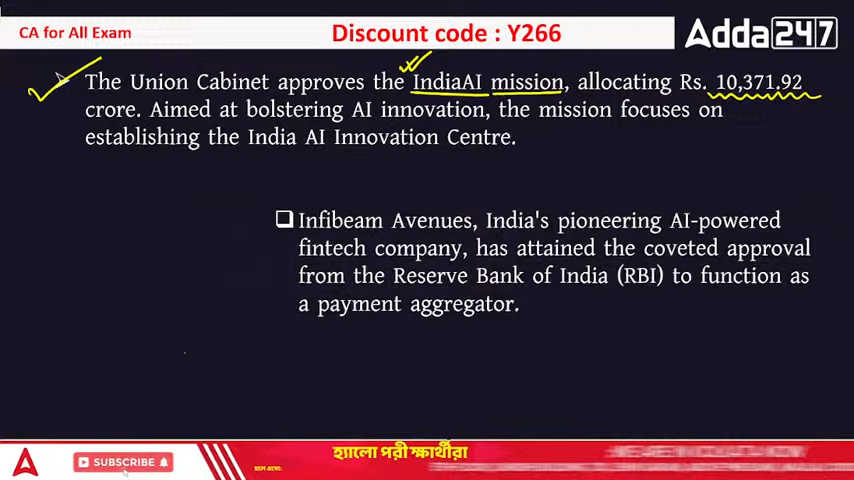 CA for All Exam
Discount code : Y266
Adda247
The Union Cabinet approves the IndiaAI mission, allocating Rs. 10,371.92
crore. Aimed at bolstering AI innovation, the mission focuses on
establishing the India AI Innovation Centre.
Infibeam Avenues, India's pioneering AI-powered
fintech company, has attained the coveted approval
from the Reserve Bank of India (RBI) to function as
a payment aggregator.
SUBSCRIBE
হ্যালো পরীক্ষার্থীরা
চলে এসো